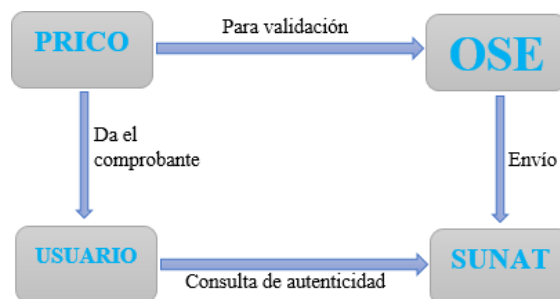 PRICO
Para validación
OSE
Da el
comprobante
Envío
USUARIO
Consulta de autenticidad
SUNAT